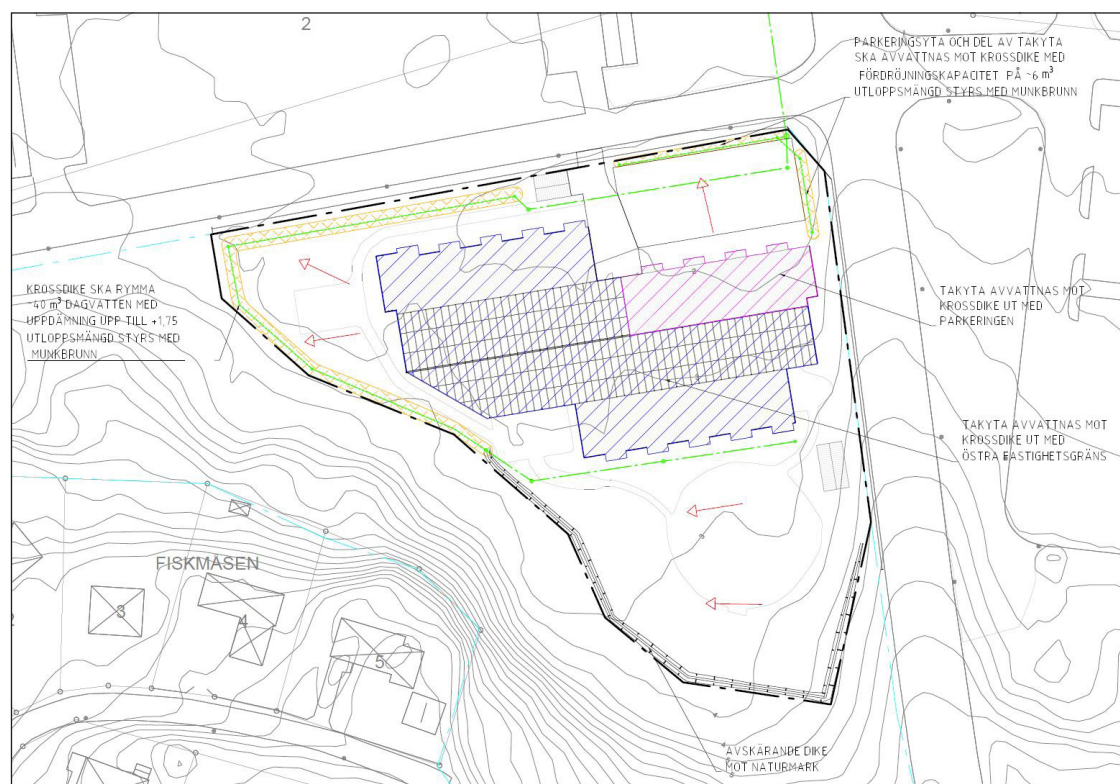 2
PARKERINGSYTA OCH DEL AV TAKYTA
SKA AVVATTNAS MOT KROSSDIKE MED
FÖRDRÖJNINGSKAPACITET PÅ ~6 m³
UTLOPPSMÄNGD STYRS MED MUNKBRUNN
KROSSDIKE SKA RYMMA
~40 m³ DAGVATTEN MED
UPPDÄMNING UPP TILL +1,75
UTLOPPSMÄNGD STYRS MED
MUNKBRUNN
TAKYTA AVVATTNAS MOT
KROSSDIKE UT MED
PARKERINGEN
TAKYTA AVVATTNAS MOT
KROSSDIKE UT MED
ÖSTRA FASTIGHETSGRÄNS
FISKMÅSEN
3
4
5
AVSKÄRANDE DIKE
MOT NATURMARK